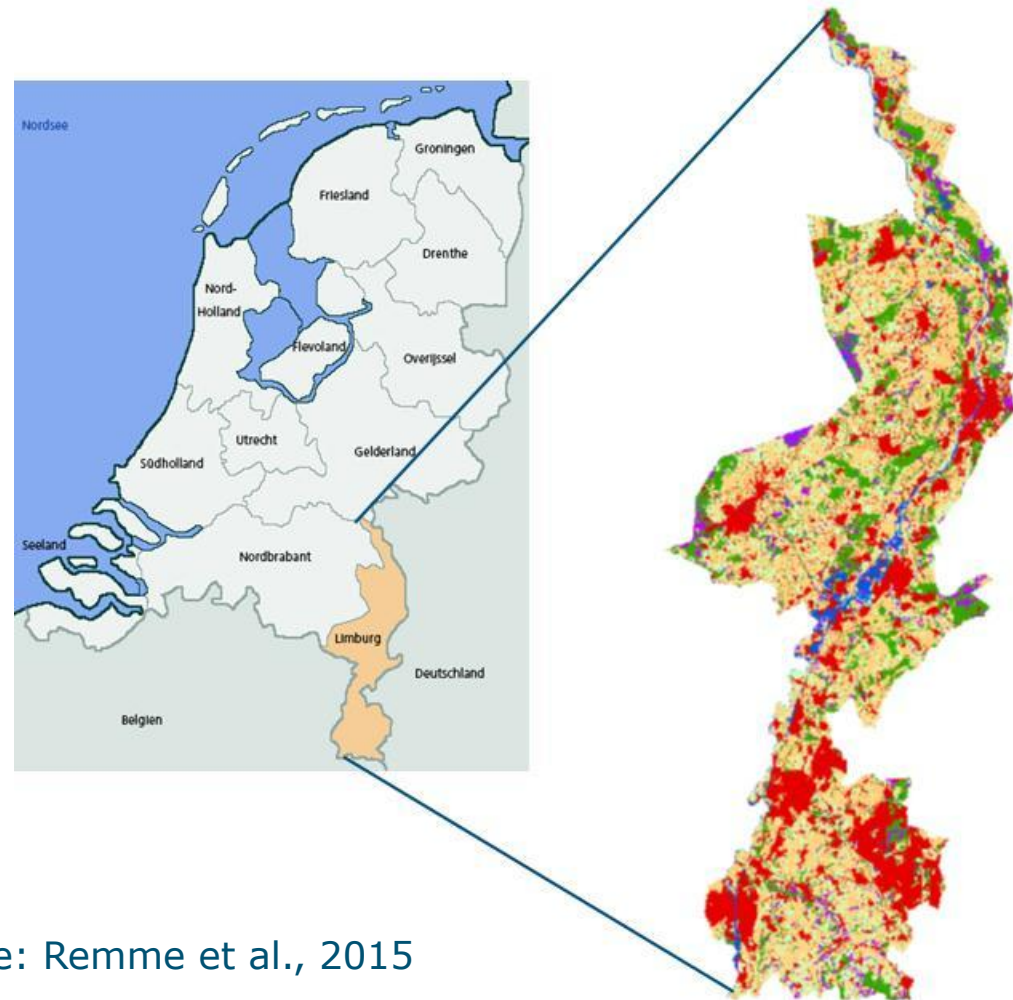 Nordsee
Groningen
Friesland
Drenthe
Nord-
Holland
Flevoland
Overijssel
Utrecht
Südholland
Gelderland
Seeland
Nordbrabant
Limburg
Deutschland
Belgien
e: Remme et al., 2015